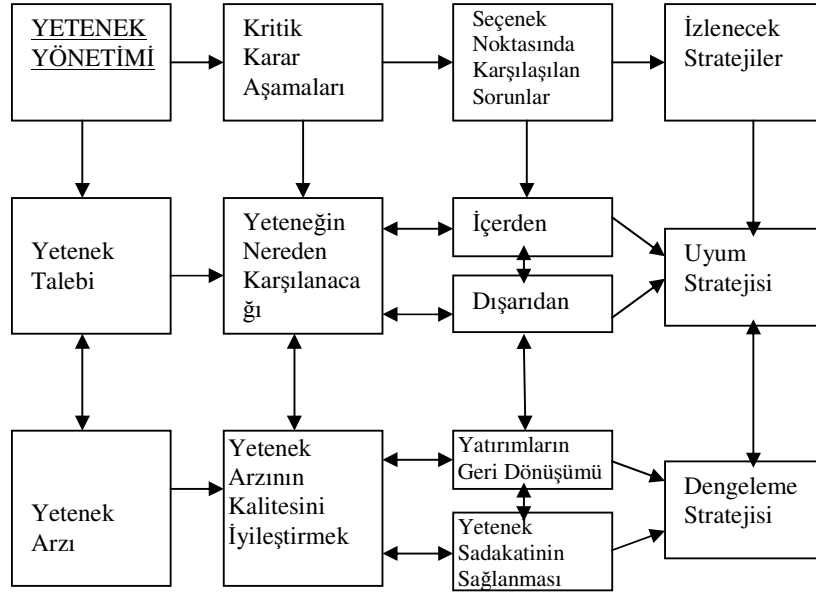 YETENEK
YÖNETİMİ
Kritik
Karar
Aşamaları
Seçenek
Noktasında
Karşılaşılan
Sorunlar
İzlenecek
Stratejiler
Yetenek
Talebi
Yeteneğin
Nereden
Karşılanaca
ğı
İçerden
Dışarıdan
Uyum
Stratejisi
Yetenek
Arzı
Yetenek
Arzının
Kalitesini
İyileştirmek
Yatırımların
Geri Dönüşümü
Yetenek
Sadakatinin
Sağlanması
Dengeleme
Stratejisi